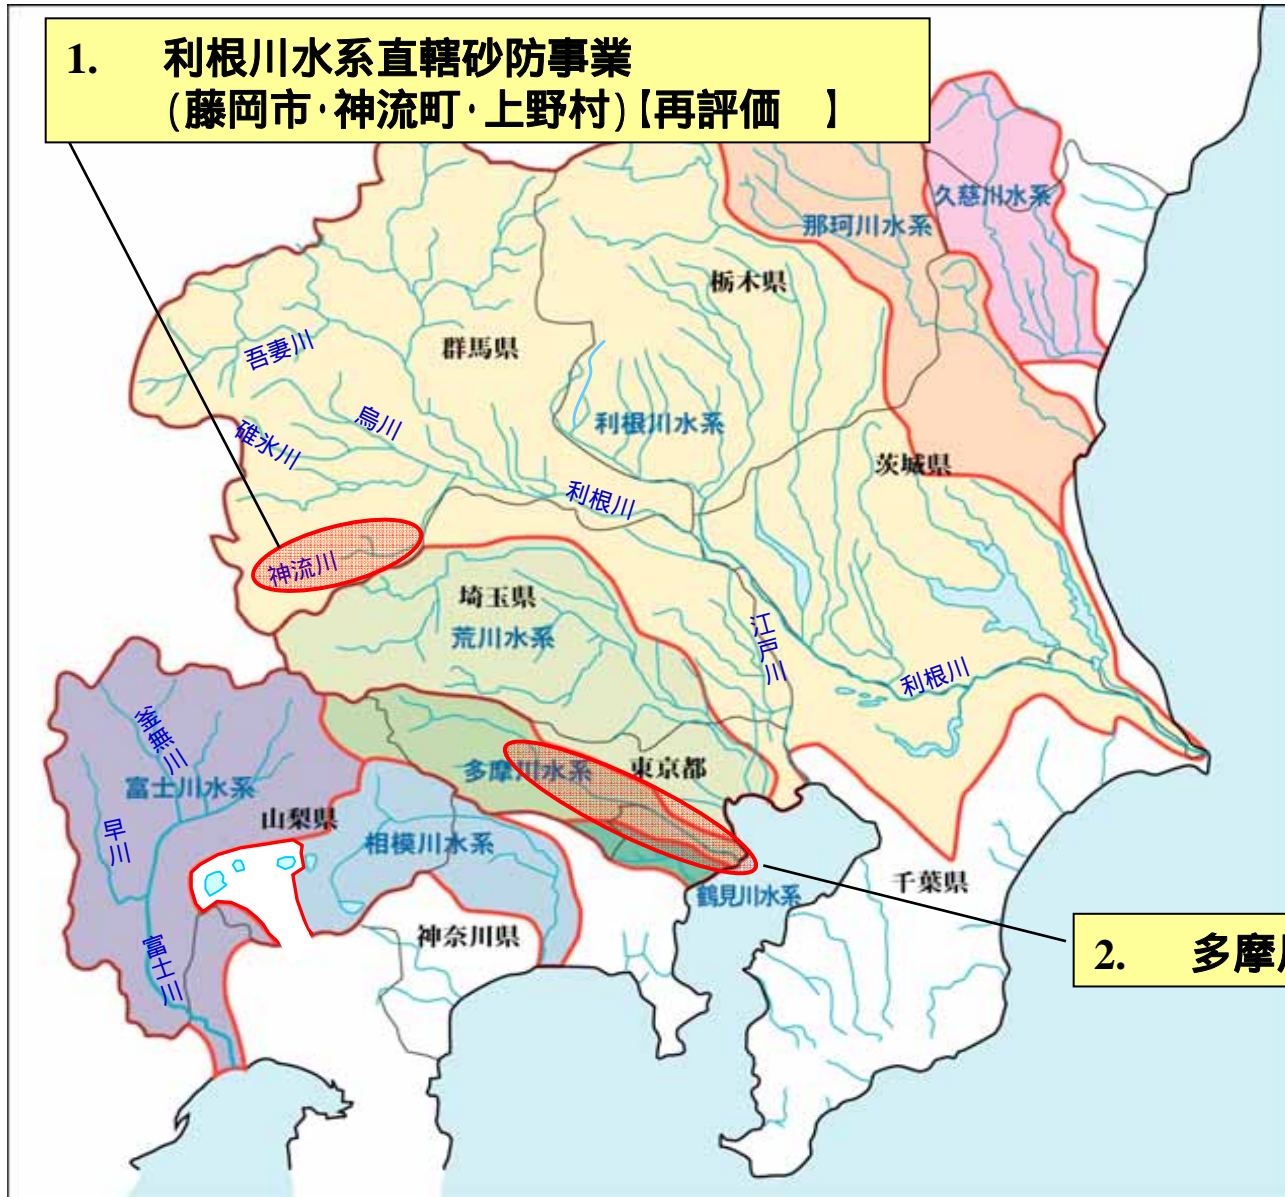 1. 利根川水系直轄砂防事業
(藤岡市・神流町・上野村)【再評価 】
久慈川水系
那珂川水系
栃木県
群馬県
吾妻川
烏川
碓氷川
利根川水系
茨城県
利根川
神流川
埼玉県
荒川水系
江戸川
利根川
釜無川
富士川水系
多摩川水系
東京都
山梨県
早川
相模川水系
千葉県
鶴見川水系
神奈川県
富士川
2. 多摩